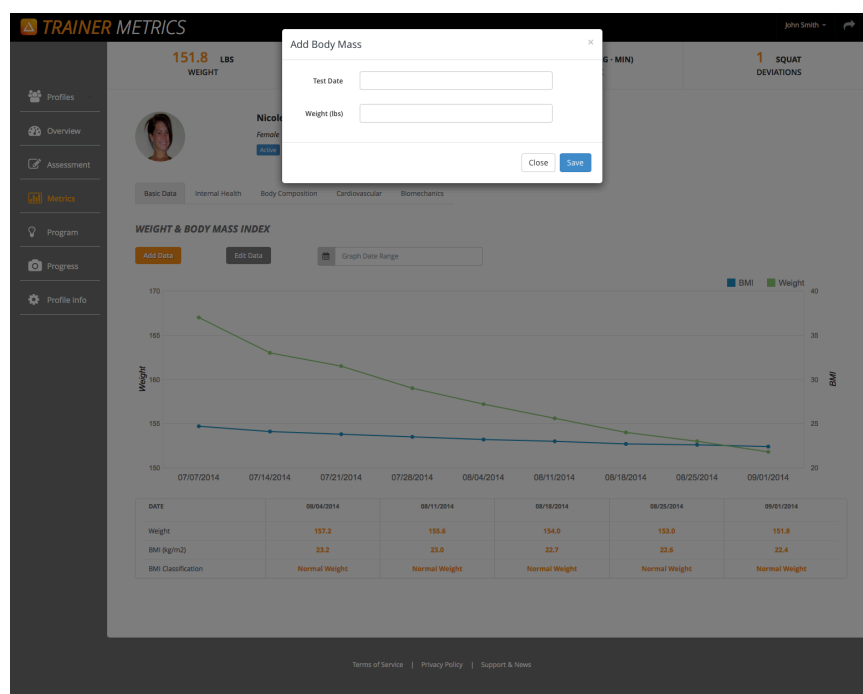 TRAINER METRICS
John Smith
151.8 LBS
WEIGHT
G · MIN)
1 SQUAT
DEVIATIONS
Add Body Mass
×
Test Date
Weight (lbs)
Close
Save
Profiles
Overview
Assessment
Metrics
Program
Progress
Profile Info
Nicole
Female
Active
Basic Data
Internal Health
Body Composition
Cardiovascular
Biomechanics
WEIGHT & BODY MASS INDEX
Add Data
Edit Data
Graph Date Range
BMI
Weight
170
165
160
155
150
Weight
40
35
30
25
20
BMI
07/07/2014 07/14/2014 07/21/2014 07/28/2014 08/04/2014 08/11/2014 08/18/2014 08/25/2014 09/01/2014
DATE 08/04/2014 08/11/2014 08/18/2014 08/25/2014 09/01/2014
Weight 157.2 155.6 154.0 153.0 151.8
BMI (kg/m2) 23.2 23.0 22.7 22.6 22.4
BMI Classification Normal Weight Normal Weight Normal Weight Normal Weight Normal Weight
Terms of Service | Privacy Policy | Support & News